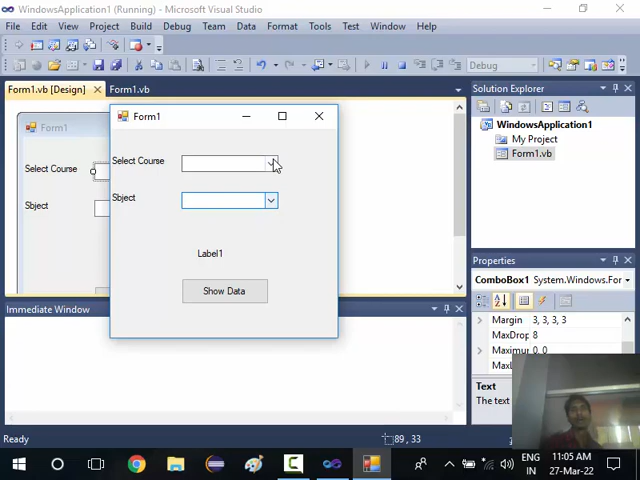 WindowsApplication1 (Running) - Microsoft Visual Studio
File Edit View Project Build Debug Team Data Format Tools Test Window Help
Debug
Form1.vb [Design] Form1.vb
Form1
Select Course
Sbject
Form1
Select Course
Sbject
Label1
Show Data
Solution Explorer
WindowsApplication1
My Project
Form1.vb
Properties
ComboBox1 System.Windows.For
Margin 3, 3, 3, 3
MaxDrop 8
Maximum 0, 0
MaxL
Text
The text
Immediate Window
Ready
89 , 33
ENG
IN
11:05 AM
27-Mar-22